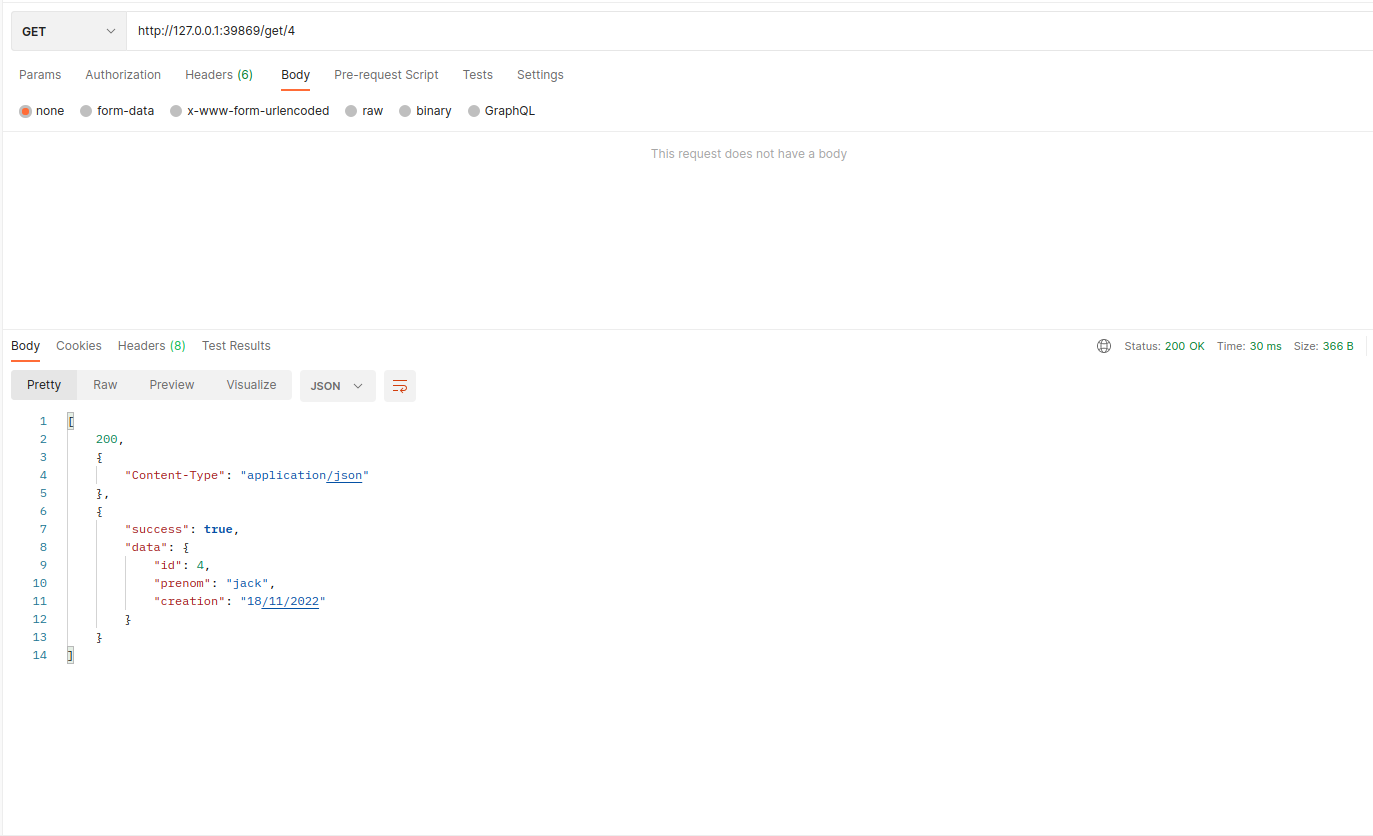 GET http://127.0.0.1:39869/get/4
Params Authorization Headers (6) Body Pre-request Script Tests Settings
none form-data x-www-form-urlencoded raw binary GraphQL
This request does not have a body
Body Cookies Headers (8) Test Results Status: 200 OK Time: 30 ms Size: 366 B
Pretty Raw Preview Visualize JSON
1 [
2 200,
3 {
4 "Content-Type": "application/json"
5 },
6 {
7 "success": true,
8 "data": {
9 "id": 4,
10 "prenom": "jack",
11 "creation": "18/11/2022"
12 }
13 }
14 ]